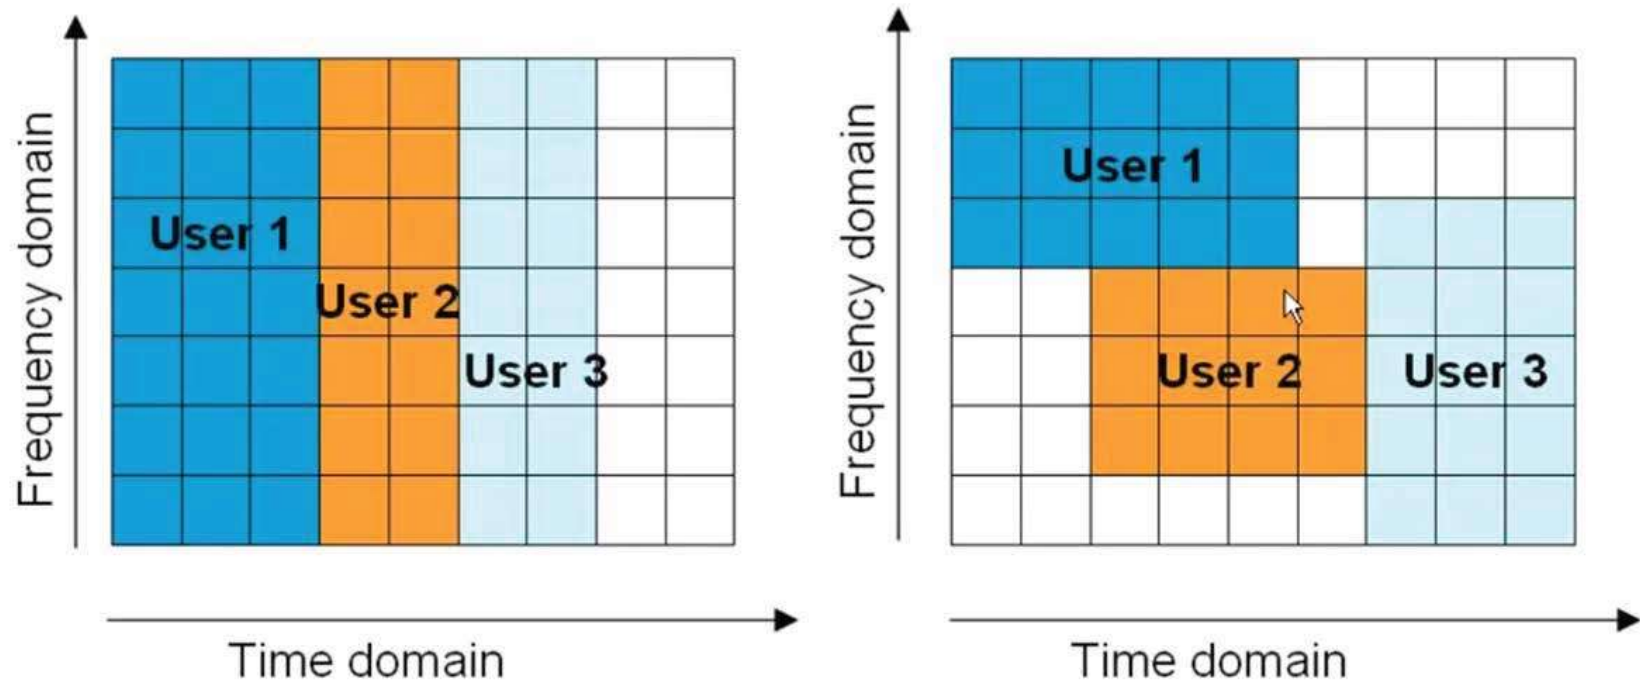 Frequency domain
User 1
User 2
User 3
Time domain
Frequency domain
User 1
User 2
User 3
Time domain